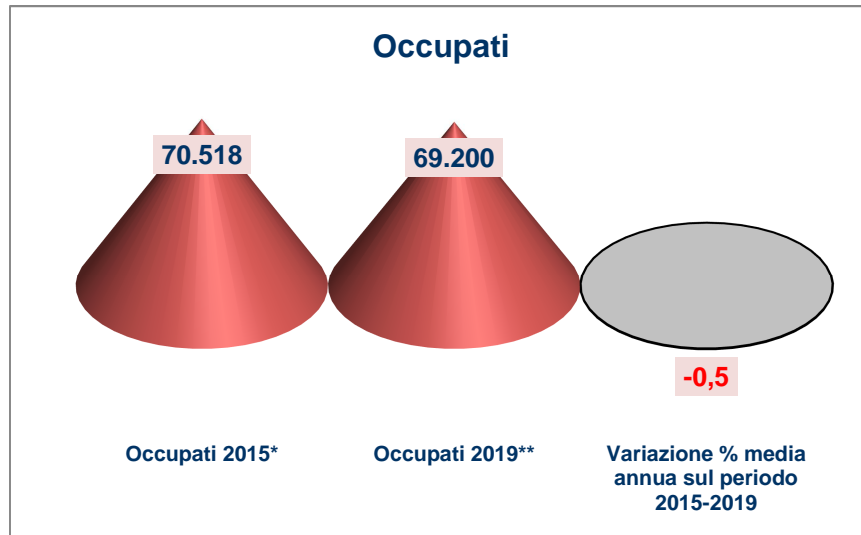 Occupati
70.518
69.200
-0,5
Occupati 2015*
Occupati 2019**
Variazione % media
annua sul periodo
2015-2019